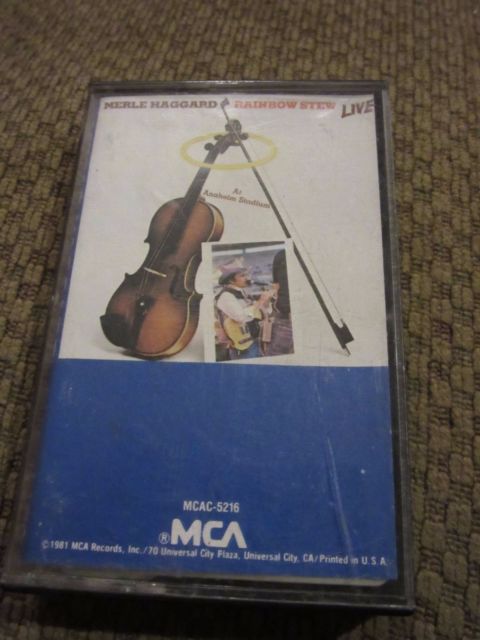 MERLE HAGGARD RAINBOW STEW LIVE
At
Anaheim Stadium
MCAC-5216
®MCA
© 1981 MCA Records, Inc./70 Universal City Plaza, Universal City, CA/Printed in U.S.A.